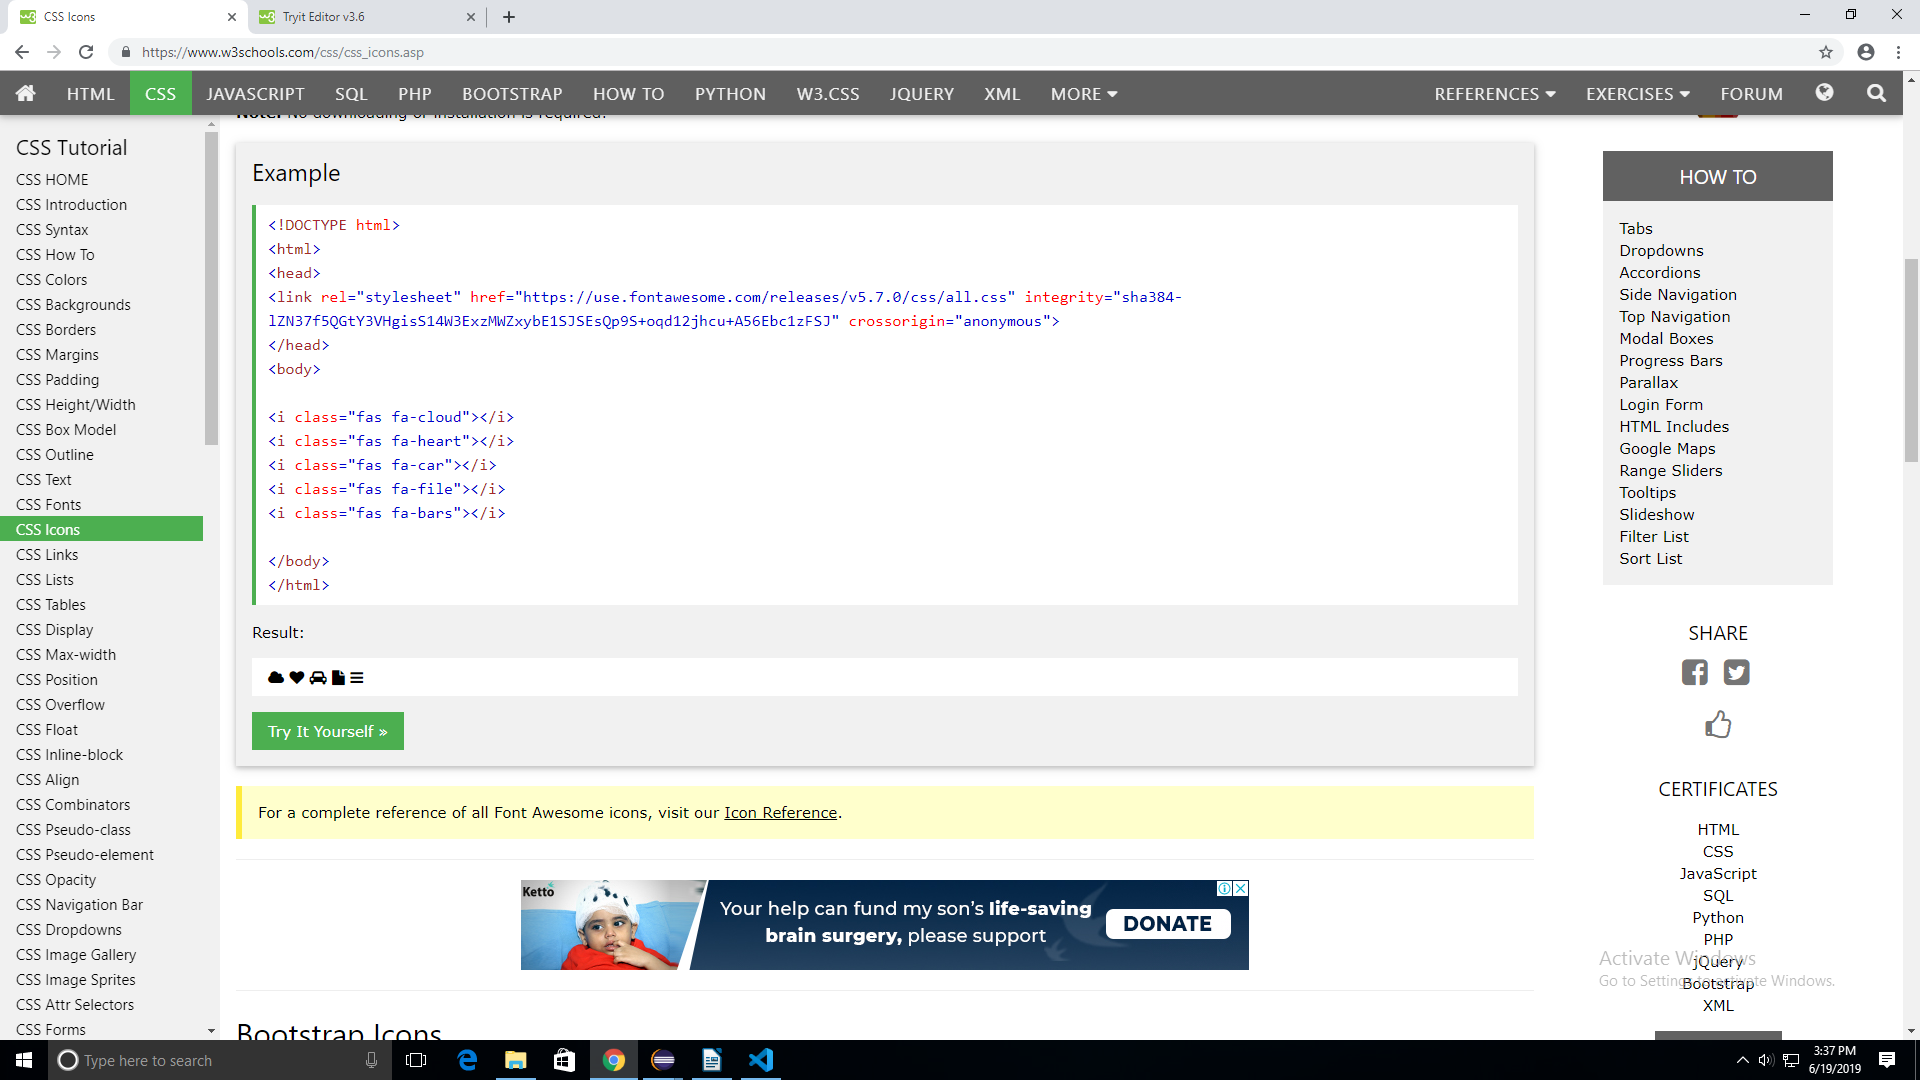 CSS Icons
Tryit Editor v3.6
https://www.w3schools.com/css/css_icons.asp
HTML CSS JAVASCRIPT SQL PHP BOOTSTRAP HOW TO PYTHON W3.CSS JQUERY XML MORE REFERENCES EXERCISES FORUM
CSS Tutorial
CSS HOME
CSS Introduction
CSS Syntax
CSS How To
CSS Colors
CSS Backgrounds
CSS Borders
CSS Margins
CSS Padding
CSS Height/Width
CSS Box Model
CSS Outline
CSS Text
CSS Fonts
CSS Icons
CSS Links
CSS Lists
CSS Tables
CSS Display
CSS Max-width
CSS Position
CSS Overflow
CSS Float
CSS Inline-block
CSS Align
CSS Combinators
CSS Pseudo-class
CSS Pseudo-element
CSS Opacity
CSS Navigation Bar
CSS Dropdowns
CSS Image Gallery
CSS Image Sprites
CSS Attr Selectors
CSS Forms
Note: No downloading or installation is required!
Example
<!DOCTYPE html>
<html>
<head>
<link rel="stylesheet" href="https://use.fontawesome.com/releases/v5.7.0/css/all.css" integrity="sha384-
lZN37f5QGtY3VHgisS14W3ExzMWZxybE1SJSEsQp9S+oqd12jhcu+A56Ebc1zFSJ" crossorigin="anonymous">
</head>
<body>
<i class="fas fa-cloud"></i>
<i class="fas fa-heart"></i>
<i class="fas fa-car"></i>
<i class="fas fa-file"></i>
<i class="fas fa-bars"></i>
</body>
</html>
Result:
Try It Yourself »
For a complete reference of all Font Awesome icons, visit our Icon Reference.
Ketto
Your help can fund my son's life-saving
brain surgery, please support
DONATE
Bootstrap Icons
HOW TO
Tabs
Dropdowns
Accordions
Side Navigation
Top Navigation
Modal Boxes
Progress Bars
Parallax
Login Form
HTML Includes
Google Maps
Range Sliders
Tooltips
Slideshow
Filter List
Sort List
SHARE
CERTIFICATES
HTML
CSS
JavaScript
SQL
Python
PHP
jQuery
Bootstrap
XML
Activate Windows
Go to Settings to activate Windows.
Type here to search
3:37 PM
6/19/2019